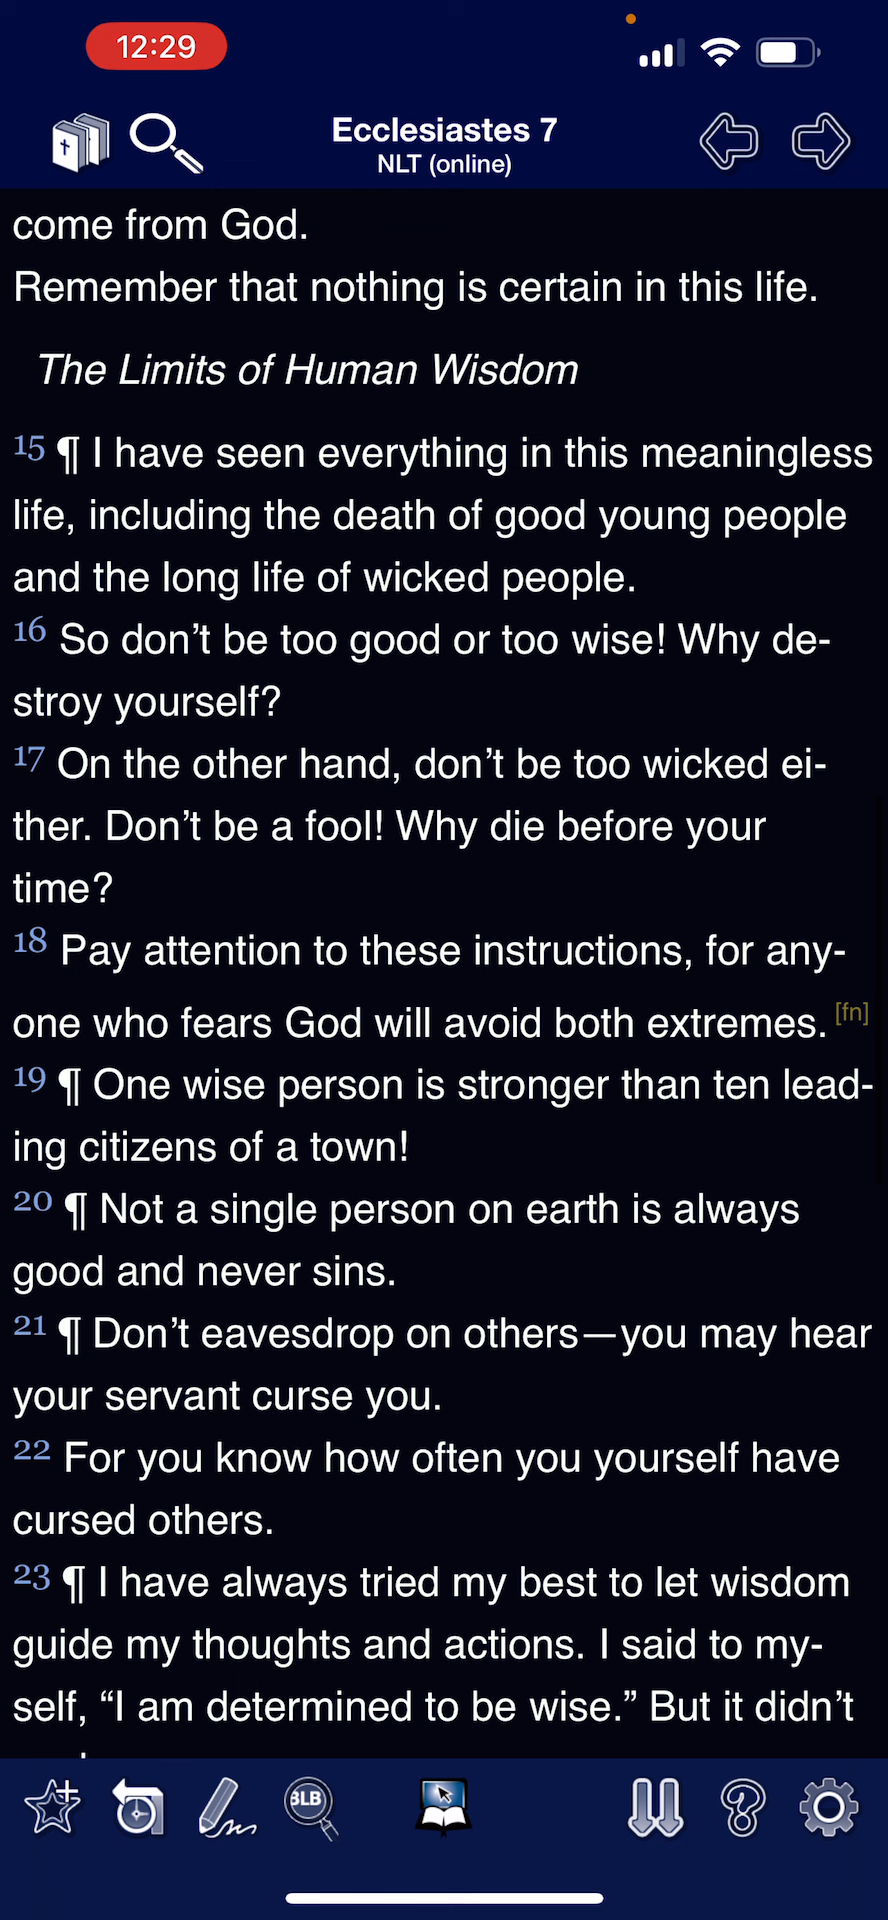 12:29
Ecclesiastes 7
NLT (online)
come from God.
Remember that nothing is certain in this life.
The Limits of Human Wisdom
15 ¶ I have seen everything in this meaningless
life, including the death of good young people
and the long life of wicked people.
16 So don’t be too good or too wise! Why de-
stroy yourself?
17 On the other hand, don’t be too wicked ei-
ther. Don’t be a fool! Why die before your
time?
18 Pay attention to these instructions, for any-
one who fears God will avoid both extremes. [fn]
19 ¶ One wise person is stronger than ten lead-
ing citizens of a town!
20 ¶ Not a single person on earth is always
good and never sins.
21 ¶ Don’t eavesdrop on others—you may hear
your servant curse you.
22 For you know how often you yourself have
cursed others.
23 ¶ I have always tried my best to let wisdom
guide my thoughts and actions. I said to my-
self, “I am determined to be wise.” But it didn’t
BLB